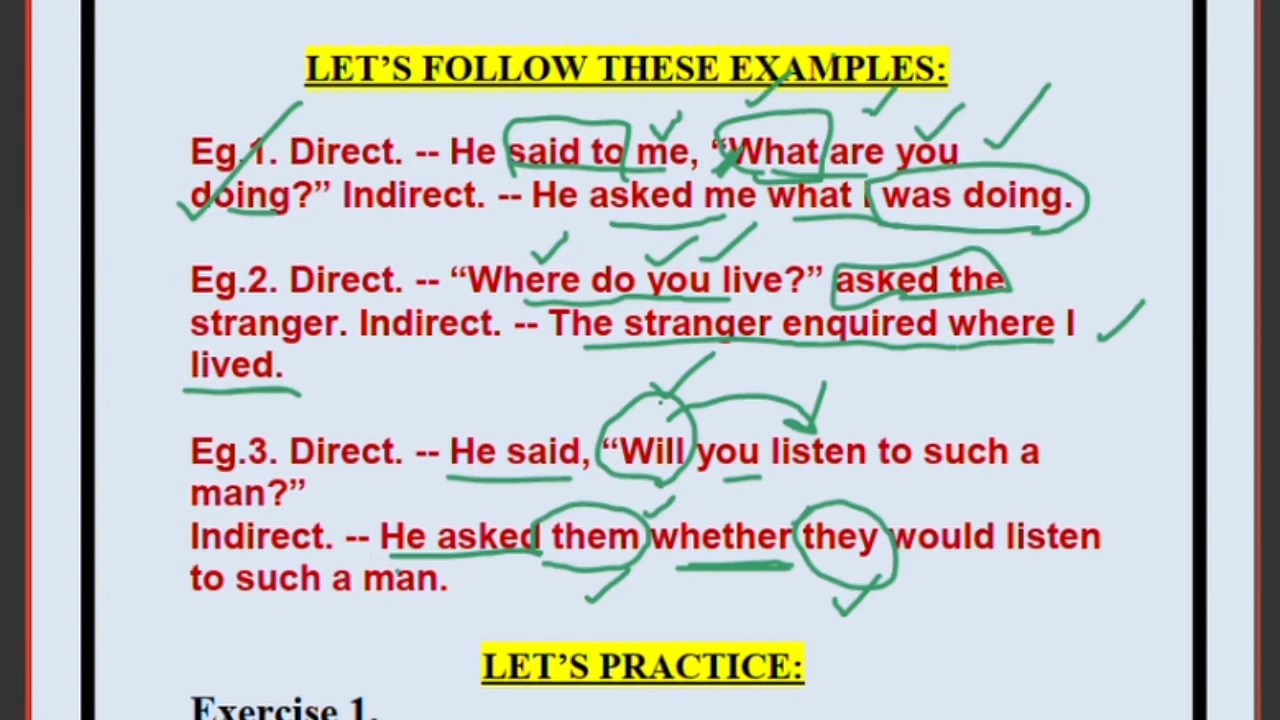 LET’S FOLLOW THESE EXAMPLES:
Eg.1. Direct. -- He said to me, “What are you
doing?” Indirect. -- He asked me what I was doing.
Eg.2. Direct. -- “Where do you live?” asked the
stranger. Indirect. -- The stranger enquired where I
lived.
Eg.3. Direct. -- He said, “Will you listen to such a
man?”
Indirect. -- He asked them whether they would listen
to such a man.
LET’S PRACTICE:
Exercise 1.